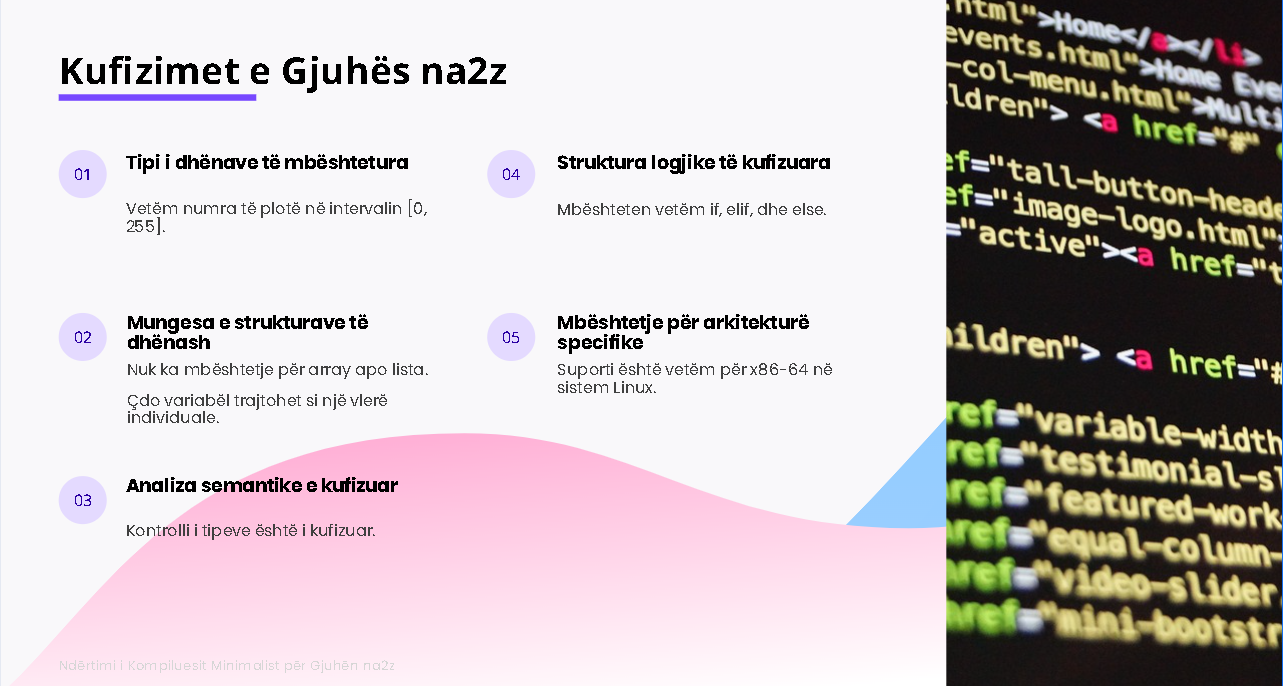 Kufizimet e Gjuhës na2z
01
Tipi i dhënave të mbështetura
Vetëm numra të plotë në intervalin [0,
255].
02
Mungesa e strukturave të
dhënash
Nuk ka mbështetje për array apo lista.
Çdo variabël trajtohet si një vlerë
individuale.
03
Analiza semantike e kufizuar
Kontrolli i tipeve është i kufizuar.
04
Struktura logjike të kufizuara
Mbështeten vetëm if, elif, dhe else.
05
Mbështetje për arkitekturë
specifike
Suporti është vetëm për x86-64 në
sistem Linux.
Ndërtimi i Kompiluesit Minimalist për Gjuhën na2z
html">Home</a></li>
events.html">Home Eve
-col-menu.html">Multi
ldren"> <a href="#"
ef="tall-button-heade
ef="image-logo.html"
="active"><a href="t
ildren"> <a href="#
ref="variable-width
ref="testimonial-sl
ref="featured-work
ref="equal-column-
ref="video-slider
href="mini-bootstr